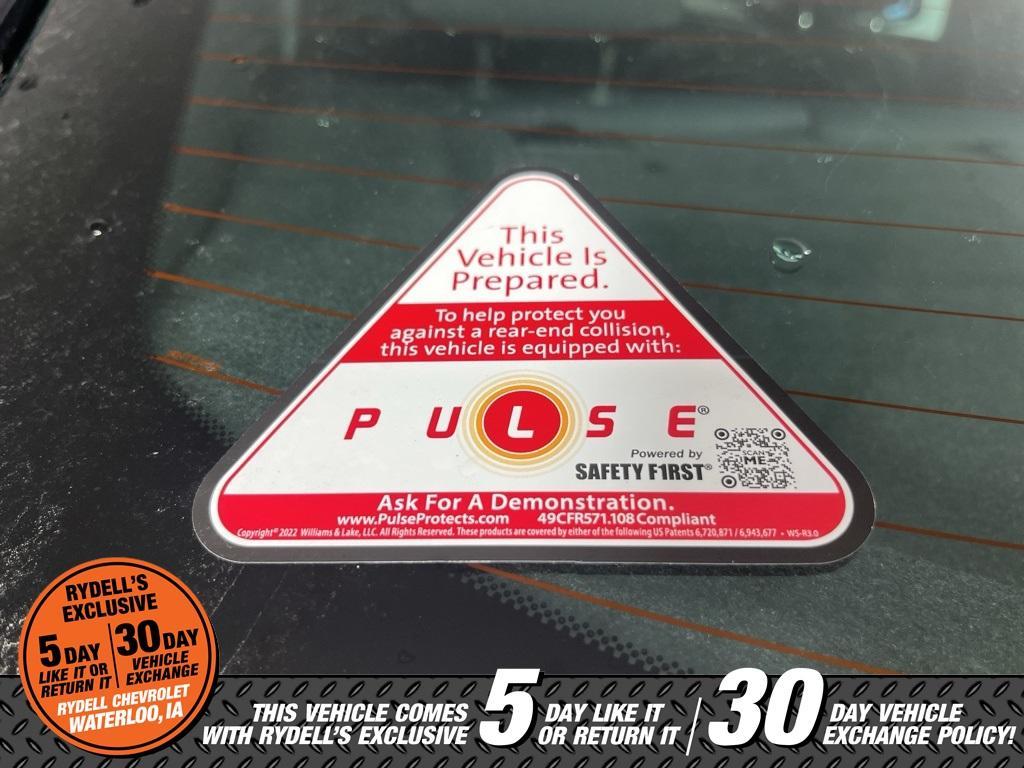 This
Vehicle Is
Prepared.
To help protect you
against a rear-end collision,
this vehicle is equipped with:
PULSE®
Powered by
SAFETY F1RST®
SCAN
ME
Ask For A Demonstration.
www.PulseProtects.com 49CFR571.108 Compliant
Copyright© 2022 Williams & Lake, LLC. All Rights Reserved. These products are covered by either of the following US Patents 6,720,871 / 6,943,677 • WS-R3.0
RYDELL'S
EXCLUSIVE
5 DAY
LIKE IT OR
RETURN IT
30 DAY
VEHICLE
EXCHANGE
RYDELL CHEVROLET
WATERLOO, IA
THIS VEHICLE COMES
WITH RYDELL'S EXCLUSIVE
5 DAY LIKE IT
OR RETURN IT
30 DAY VEHICLE
EXCHANGE POLICY!